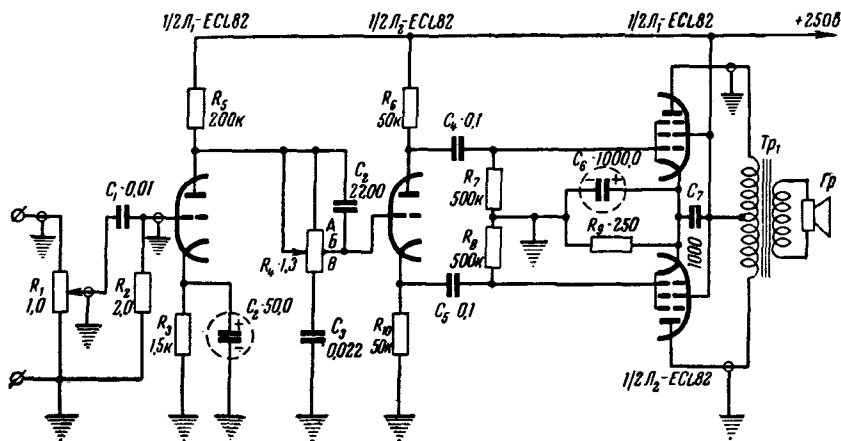 1/2Л₁-ECL82
1/2Л₂-ECL82
1/2Л₁-ECL82
+250В
R₅
200к
R₆
50к
C₄·0,1
C₁·0,01
C₂
2200
R₇
500к
C₆·1000,0
+
-
C₇
1000
Тр₁
Гр
R₁
1,0
R₂
2,0
R₄·1,3
А
Б
В
R₈
500к
R₉·250
R₃
1,5к
C₂·50,0
+
-
C₃
0,022
R₁₀
50к
C₅ 0,1
1/2Л₂-ECL82